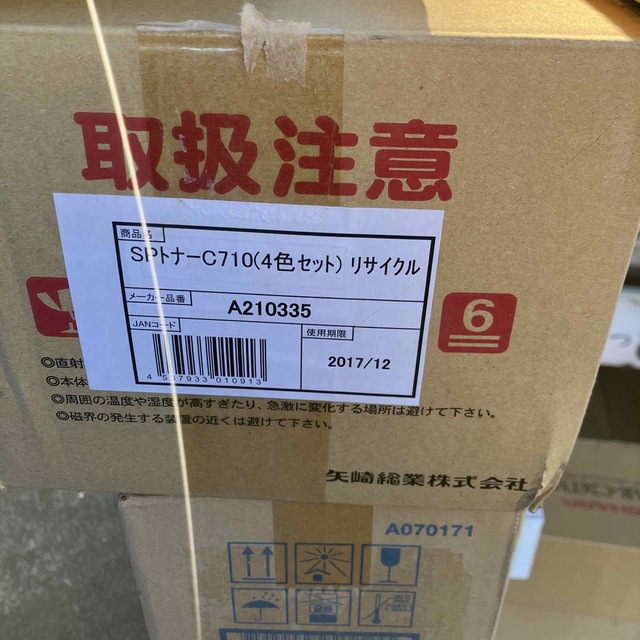 取扱注意
商品名
SPトナーC710(4色セット) リサイクル
メーカー品番
A210335
JANコード
使用期限
2017/12
6
◎直射
◎本体
◎周囲の温度や湿度が高すぎたり、急激に変化する場所は避けて下さい。
◎磁界の発生する装置の近くは避けて下さい。
矢崎総業株式会社
A070171
26